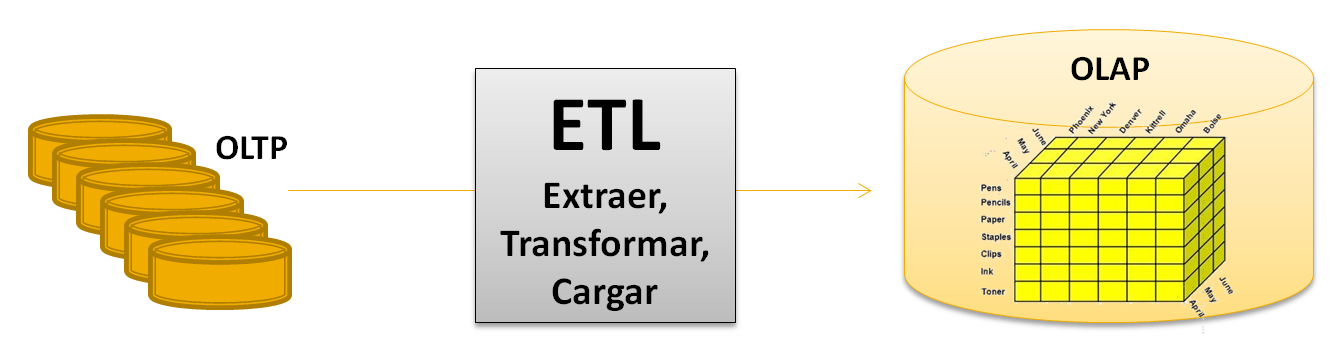 OLTP
ETL
Extraer,
Transformar,
Cargar
OLAP
Phoenix
New York
Denver
Kittrell
Omaha
Boise
June
May
April
Pens
Pencils
Paper
Staples
Clips
Ink
Toner
June
May
April